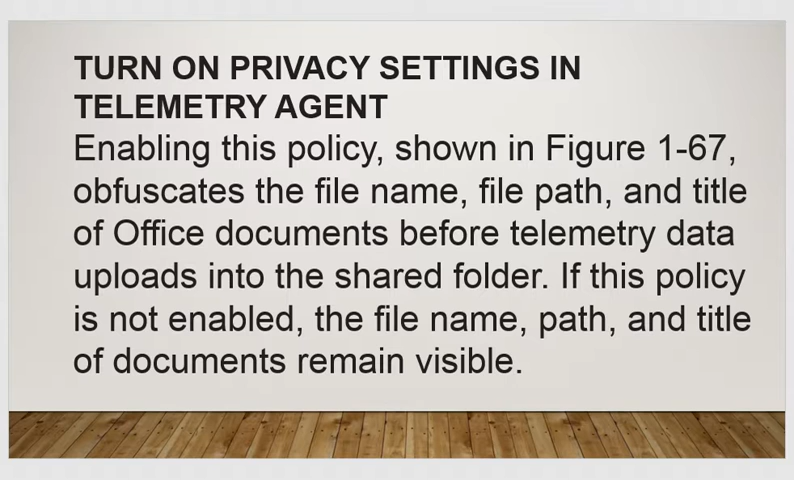 TURN ON PRIVACY SETTINGS IN
TELEMETRY AGENT
Enabling this policy, shown in Figure 1-67,
obfuscates the file name, file path, and title
of Office documents before telemetry data
uploads into the shared folder. If this policy
is not enabled, the file name, path, and title
of documents remain visible.